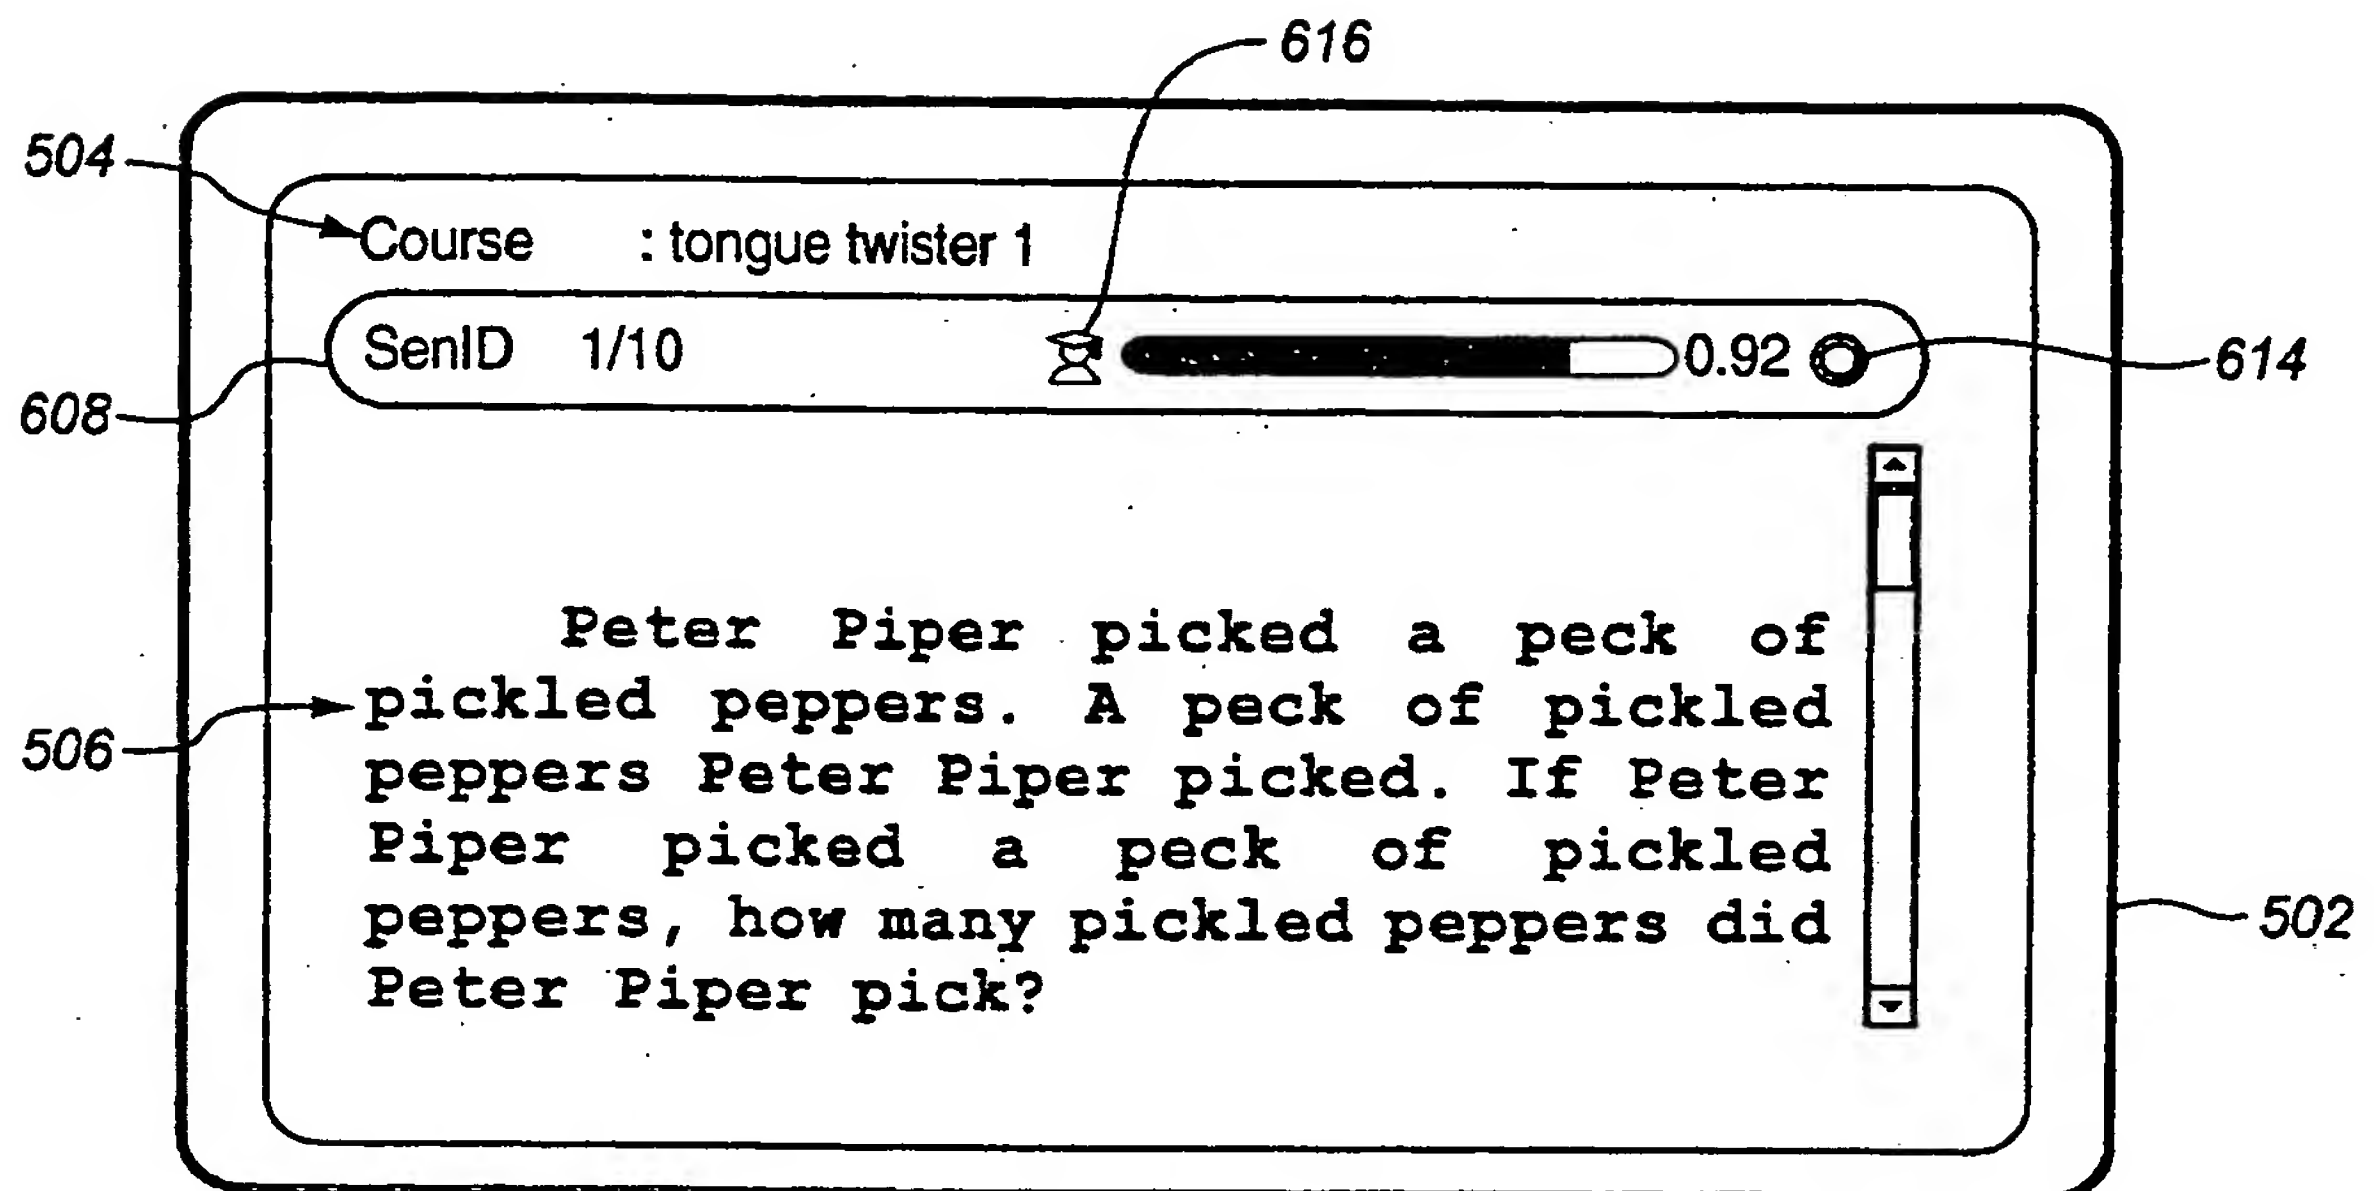 616
504
Course : tongue twister 1
SenID 1/10 0.92
614
608
Peter Piper picked a peck of
pickled peppers. A peck of pickled
506
peppers Peter Piper picked. If Peter
Piper picked a peck of pickled
peppers, how many pickled peppers did
502
Peter Piper pick?